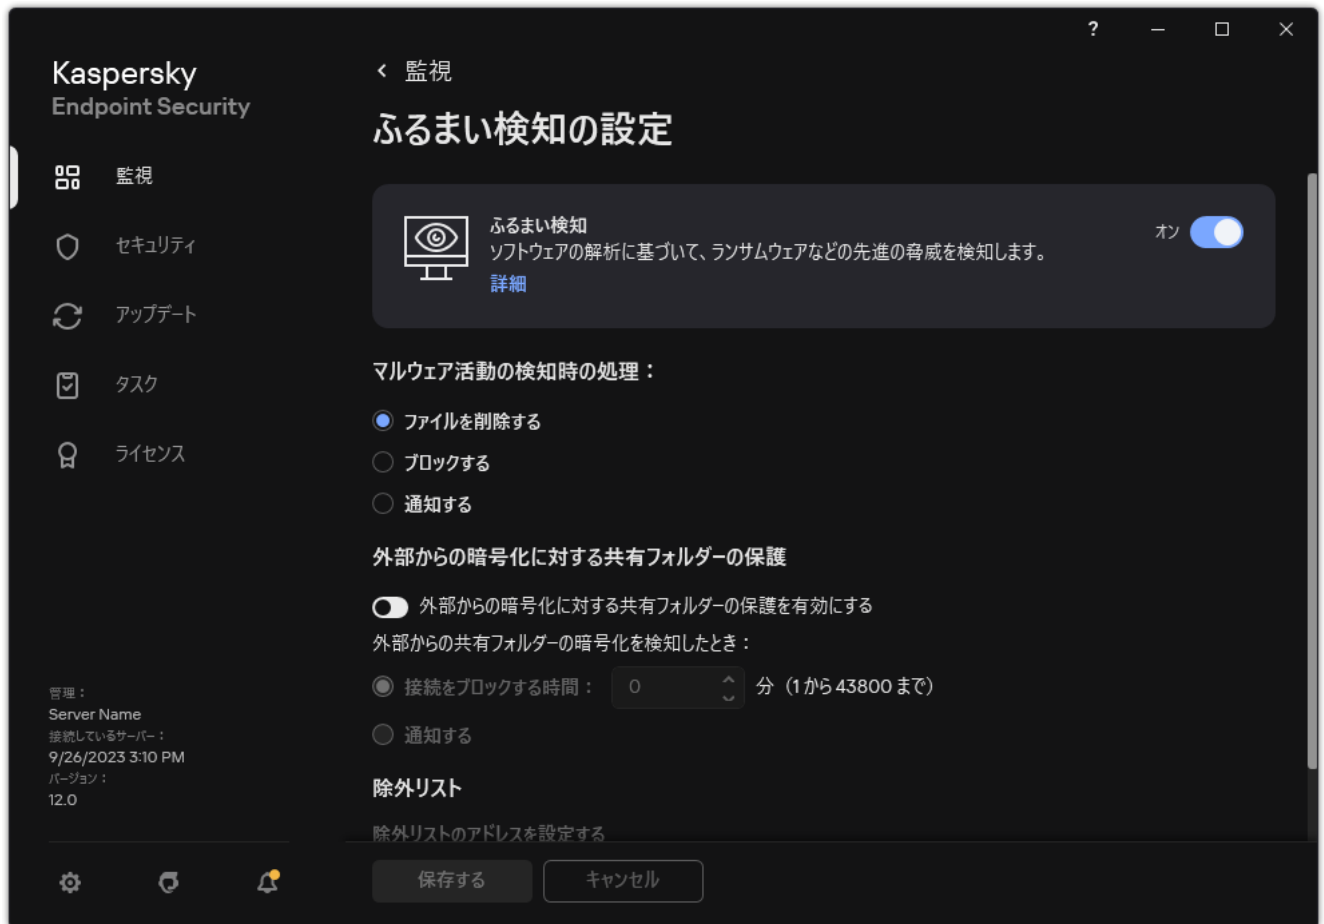 ?
Kaspersky
Endpoint Security
監視
セキュリティ
アップデート
タスク
ライセンス
管理：
Server Name
接続しているサーバー：
9/26/2023 3:10 PM
バージョン：
12.0
監視
ふるまい検知の設定
ふるまい検知
ソフトウェアの解析に基づいて、ランサムウェアなどの先進の脅威を検知します。
詳細
オン
マルウェア活動の検知時の処理：
ファイルを削除する
ブロックする
通知する
外部からの暗号化に対する共有フォルダーの保護
外部からの暗号化に対する共有フォルダーの保護を有効にする
外部からの共有フォルダーの暗号化を検知したとき：
接続をブロックする時間： 0 分（1 から 43800 まで）
通知する
除外リスト
除外リストのアドレスを設定する
保存する
キャンセル